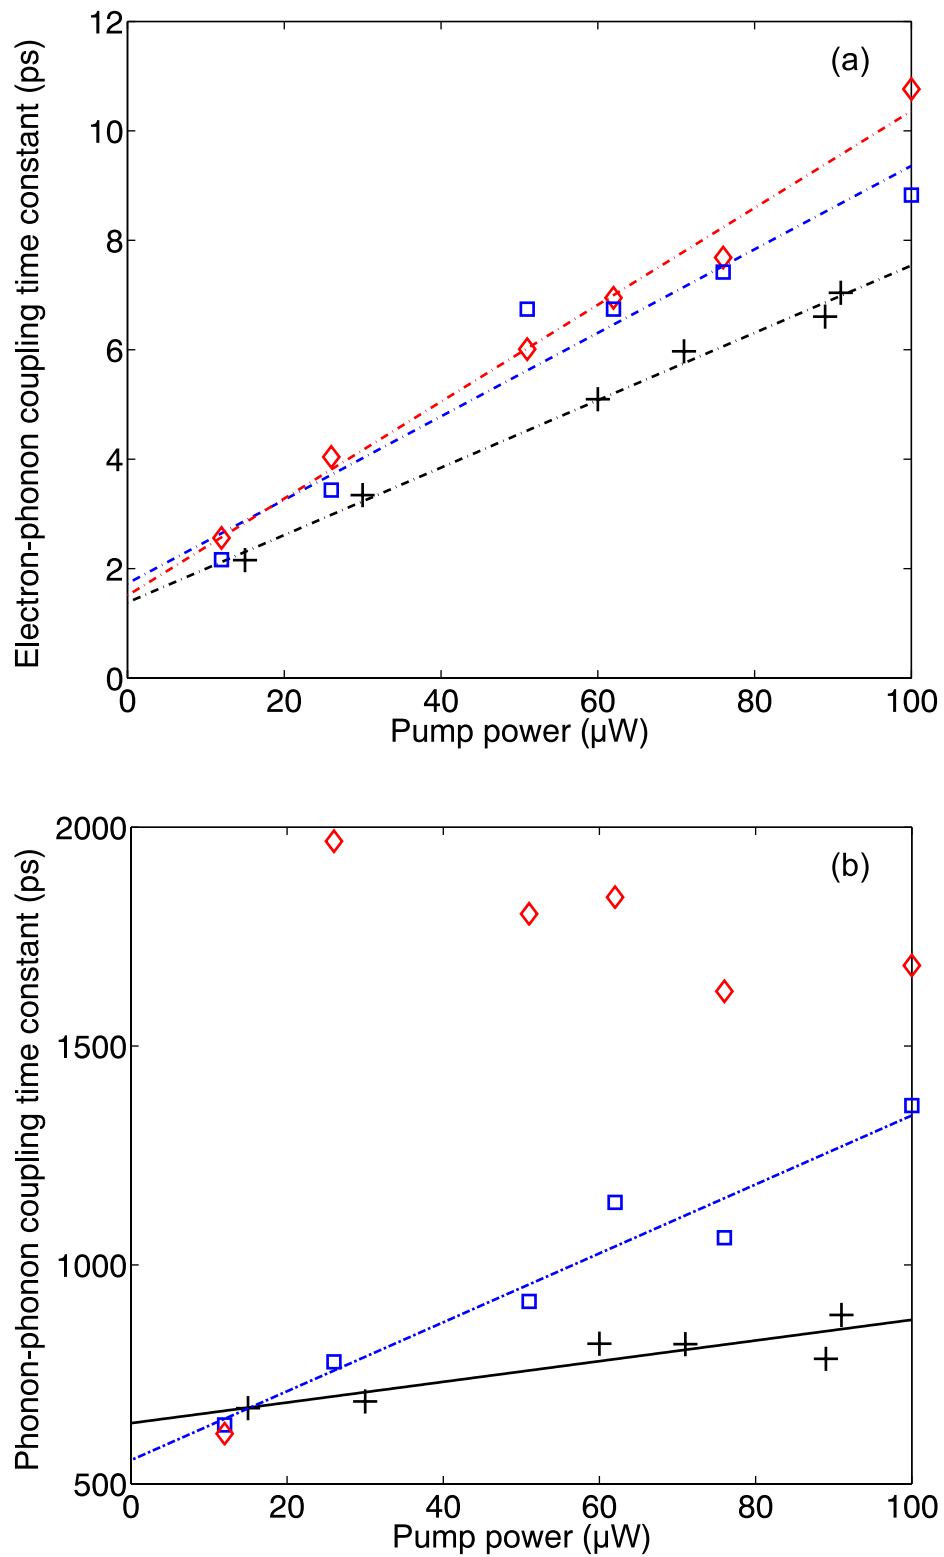 12
(a)
10
8
6
4
2
0
Electron-phonon coupling time constant (ps)
0 20 40 60 80 100
Pump power (µW)
2000
(b)
1500
1000
500
Phonon-phonon coupling time constant (ps)
0 20 40 60 80 100
Pump power (µW)